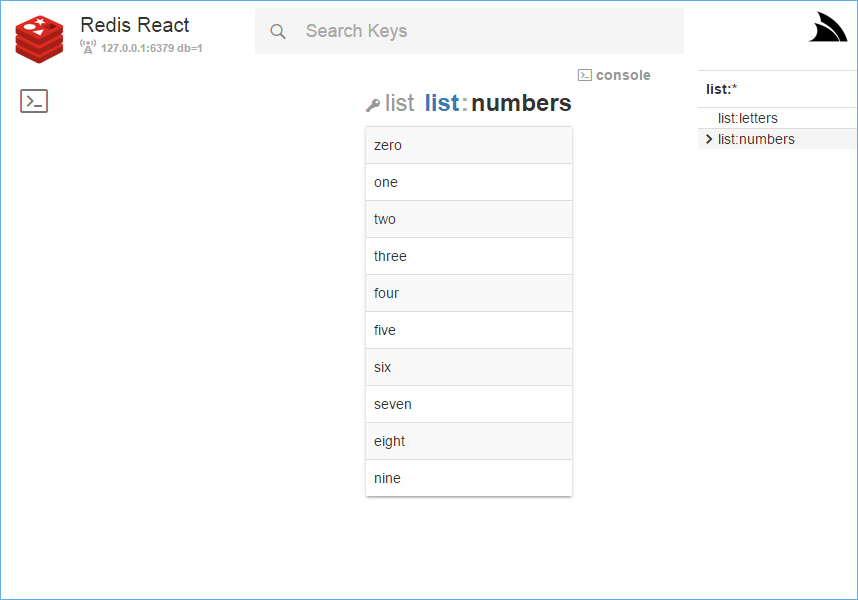 Redis React
127.0.0.1:6379 db=1
Search Keys
console
list list:numbers
zero
one
two
three
four
five
six
seven
eight
nine
list:*
list:letters
list:numbers